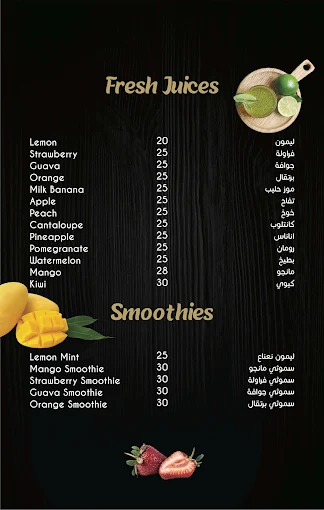 Fresh Juices
Lemon 20 ليمون
Strawberry 25 فراولة
Guava 25 جوافة
Orange 25 برتقال
Milk Banana 25 موز حليب
Apple 25 تفاح
Peach 25 خوخ
Cantaloupe 25 كانتلوب
Pineapple 25 اناناس
Pomegranate 25 رومان
Watermelon 25 بطيخ
Mango 28 مانجو
Kiwi 30 كيوي
Smoothies
Lemon Mint 25 ليمون نعناع
Mango Smoothie 30 سموثي مانجو
Strawberry Smoothie 30 سموثي فراولة
Guava Smoothie 30 سموثي جوافة
Orange Smoothie 30 سموثي برتقال